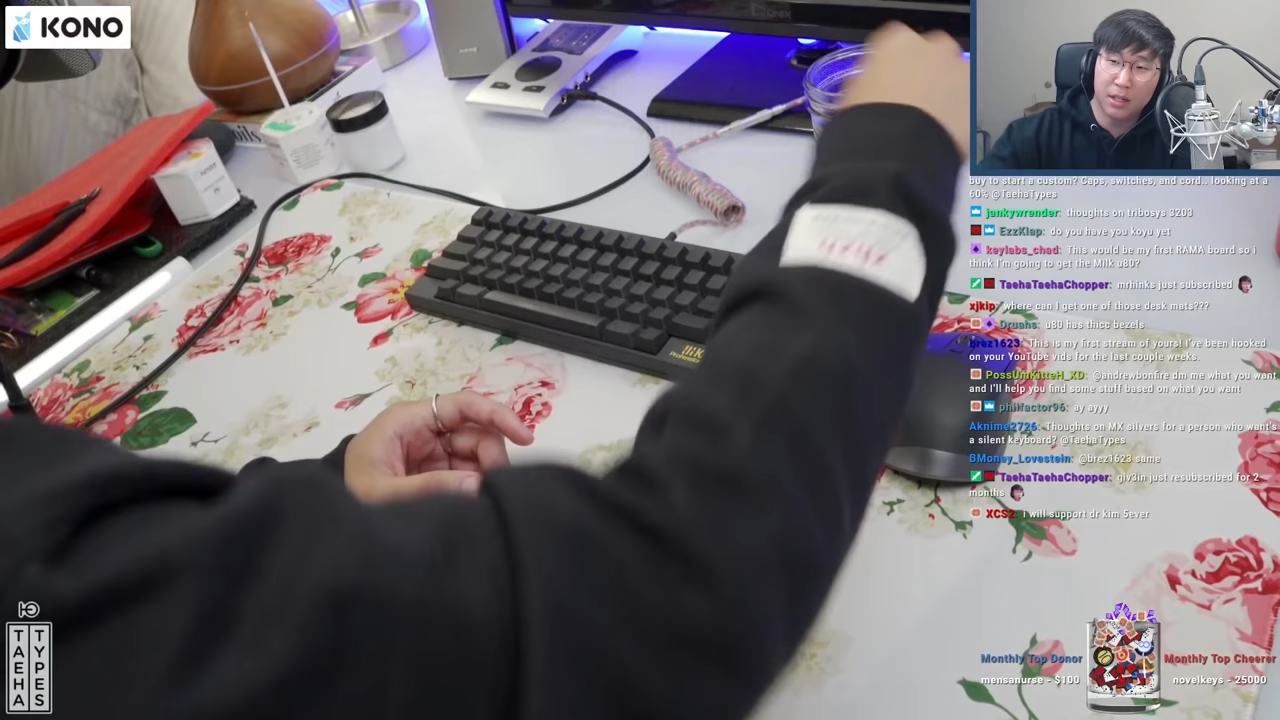 KONO
buy to start a custom? Caps, switches, and cord.. looking at a
60% @TaehaTypes
jankywrender: thoughts on tribosys 3203
EzzKlap: do you have you koyu yet
kaylabs_chad: This would be my first RAMA board so i
think I'm going to get the Milk u80?
TaehaTaehaChopper: mrhinks just subscribed
xjkip: where can I get one of those desk mats???
Druahs: u80 has thicc bezels
brez1623: This is my first stream of yours! I've been hooked
on your YouTube vids for the last couple weeks.
PossUmKitteH_XD: @andrewbonfire dm me what you want
and I'll help you find some stuff based on what you want
philfactor96: ay ayyy
Aknime2726: Thoughts on MX silvers for a person who want's
a silent keyboard? @TaehaTypes
BMoney_Lovestein: @brez1623 same
TaehaTaehaChopper: giv3in just resubscribed for 2
months
XCS2: i will support dr kim 5ever
TAEHA
TYPES
Monthly Top Donor
mensanurse - $100
Monthly Top Cheerer
novelkeys - 25000